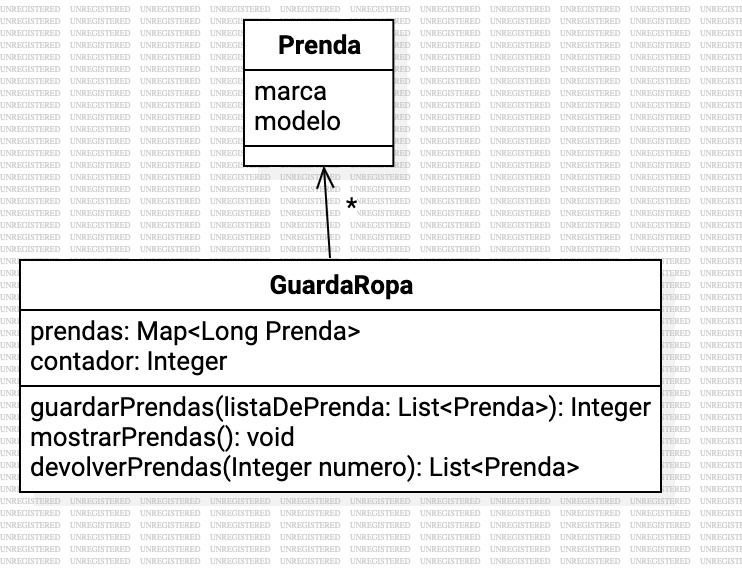 Prenda
marca
modelo
*
GuardaRopa
prendas: Map<Long Prenda>
contador: Integer
guardarPrendas(listaDePrenda: List<Prenda>): Integer
mostrarPrendas(): void
devolverPrendas(Integer numero): List<Prenda>
UNREGISTERED